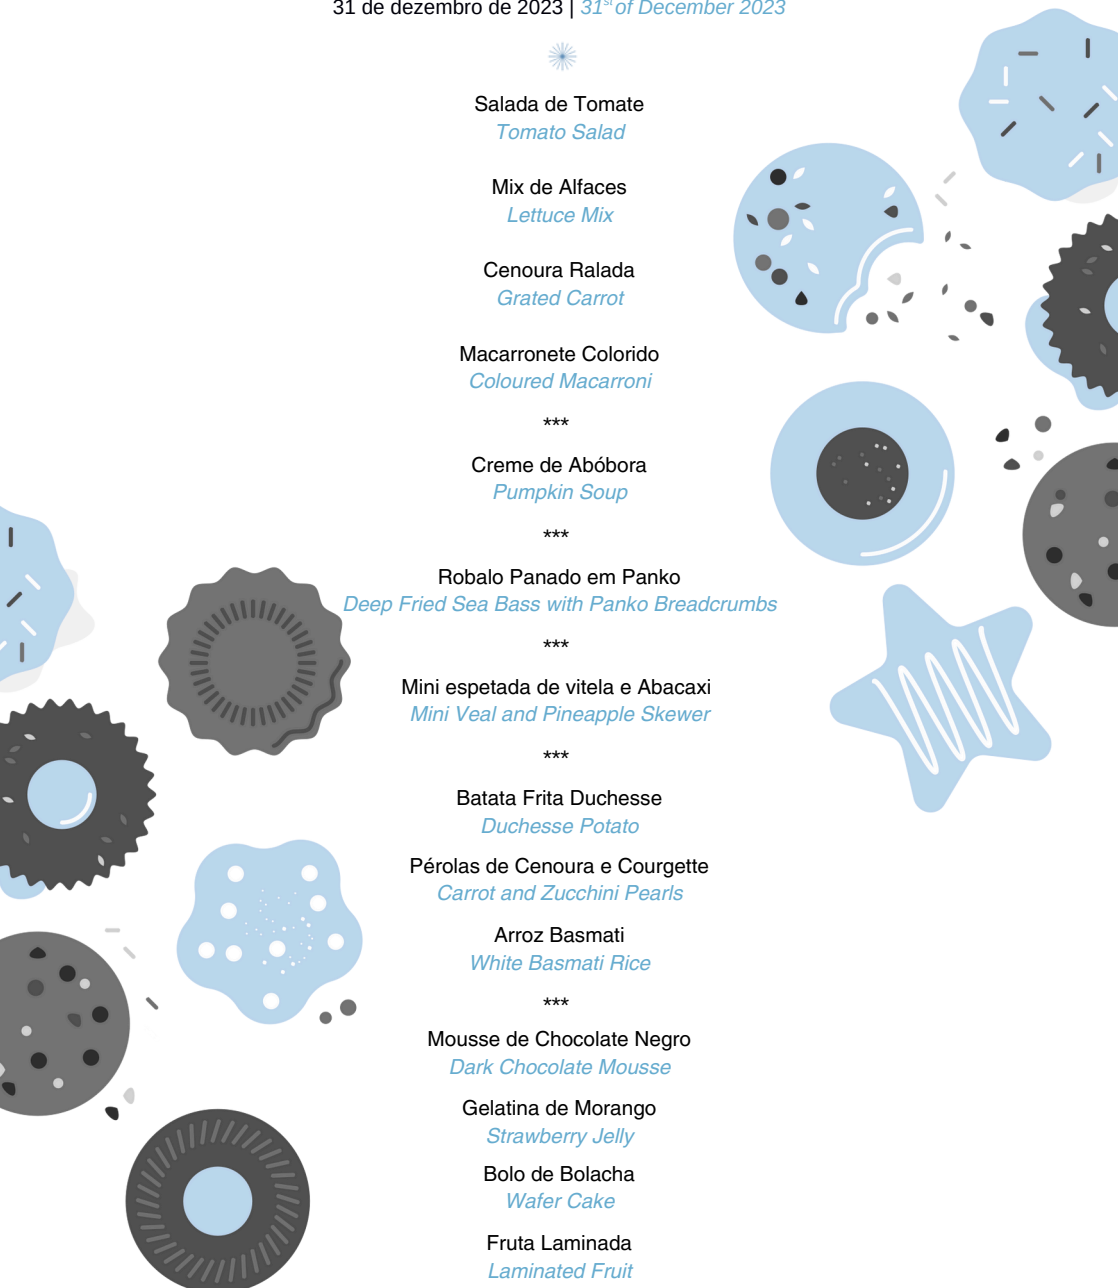 31 de dezembro de 2023 | 31st of December 2023
Salada de Tomate
Tomato Salad
Mix de Alfaces
Lettuce Mix
Cenoura Ralada
Grated Carrot
Macarronete Colorido
Coloured Macarroni
***
Creme de Abóbora
Pumpkin Soup
***
Robalo Panado em Panko
Deep Fried Sea Bass with Panko Breadcrumbs
***
Mini espetada de vitela e Abacaxi
Mini Veal and Pineapple Skewer
***
Batata Frita Duchesse
Duchesse Potato
Pérolas de Cenoura e Courgette
Carrot and Zucchini Pearls
Arroz Basmati
White Basmati Rice
***
Mousse de Chocolate Negro
Dark Chocolate Mousse
Gelatina de Morango
Strawberry Jelly
Bolo de Bolacha
Wafer Cake
Fruta Laminada
Laminated Fruit